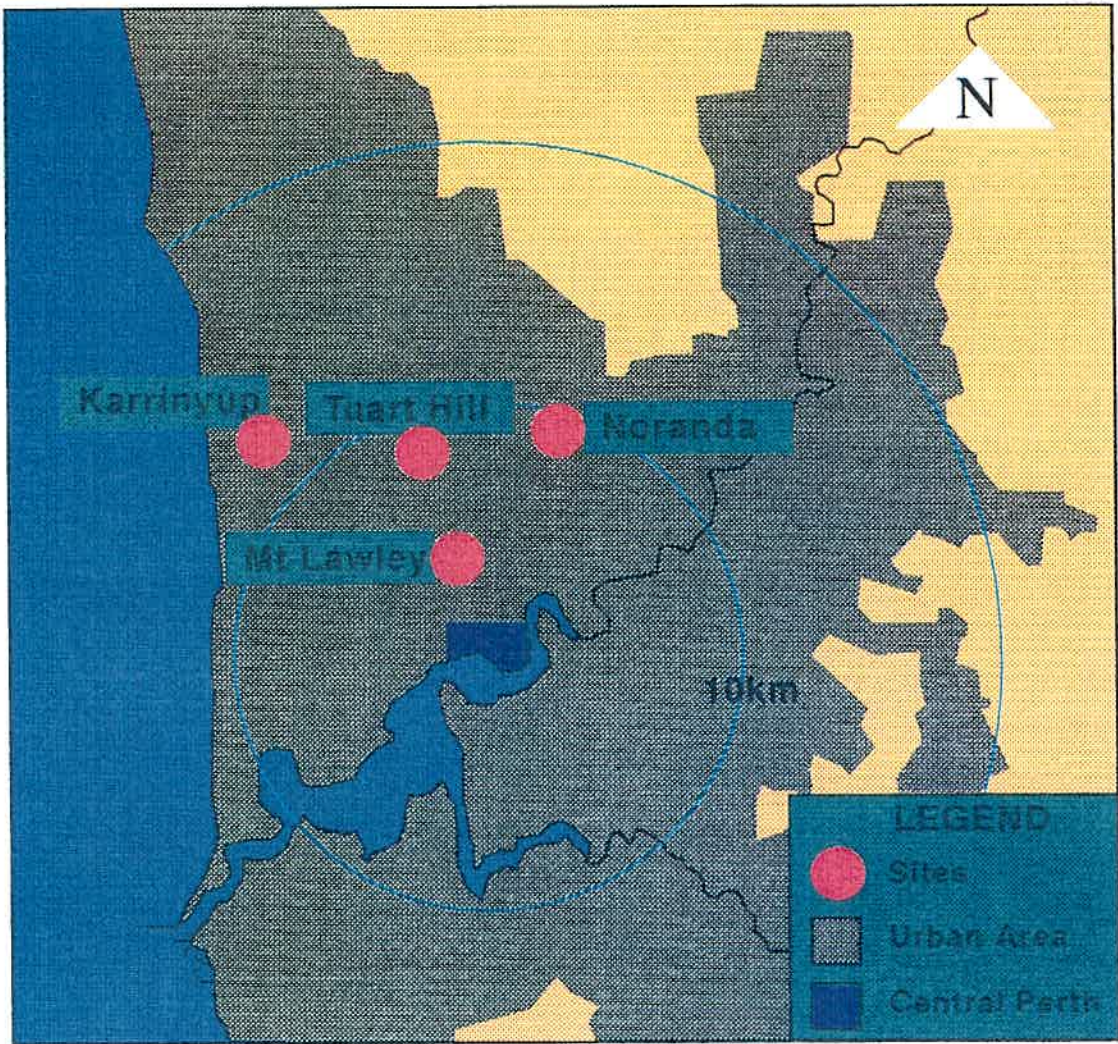 N
Karrinyup
Tuart Hill
Noranda
Mt Lawley
10km
LEGEND
Sites
Urban Area
Central Perth